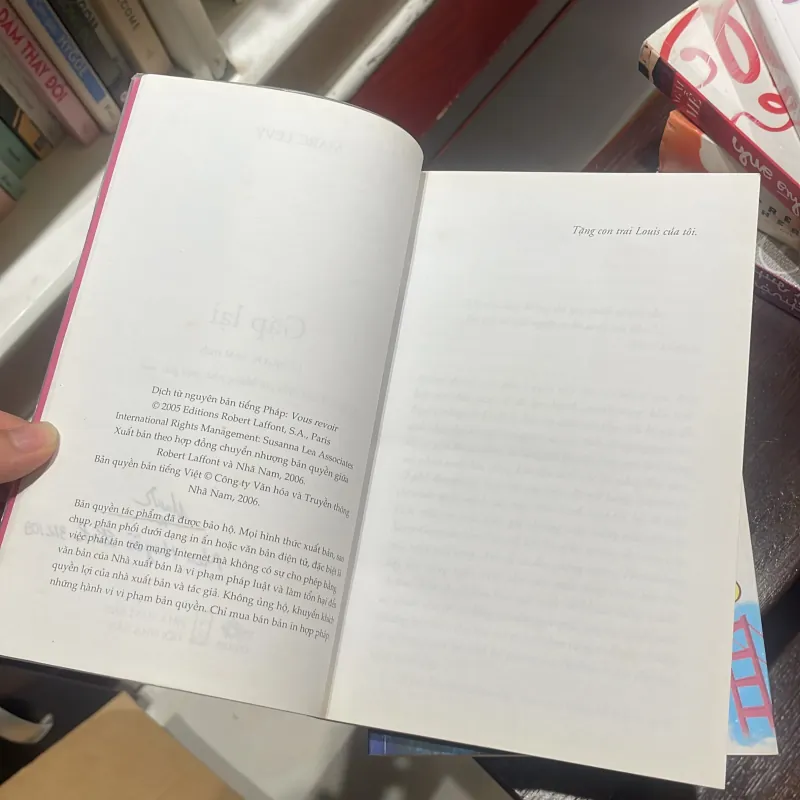 DAM THAY ĐỔI
Dịch từ nguyên bản tiếng Pháp: Vous revoir
© 2005 Editions Robert Laffont, S.A., Paris
International Rights Management: Susanna Lea Associates
Xuất bản theo hợp đồng chuyển nhượng bản quyền giữa
Robert Laffont và Nhã Nam, 2006.
Bản quyền bản tiếng Việt © Công ty Văn hóa và Truyền thông
Nhã Nam, 2006.
Bản quyền tác phẩm đã được bảo hộ. Mọi hình thức xuất bản, sao
chụp, phân phối dưới dạng in ấn hoặc văn bản điện tử, đặc biệt là
việc phát tán trên mạng Internet mà không có sự cho phép bằng
văn bản của Nhà xuất bản là vi phạm pháp luật và làm tổn hại đến
quyền lợi của nhà xuất bản và tác giả. Không ủng hộ, khuyến khích
những hành vi vi phạm bản quyền. Chỉ mua bán bản in hợp pháp.
Tặng con trai Louis của tôi.